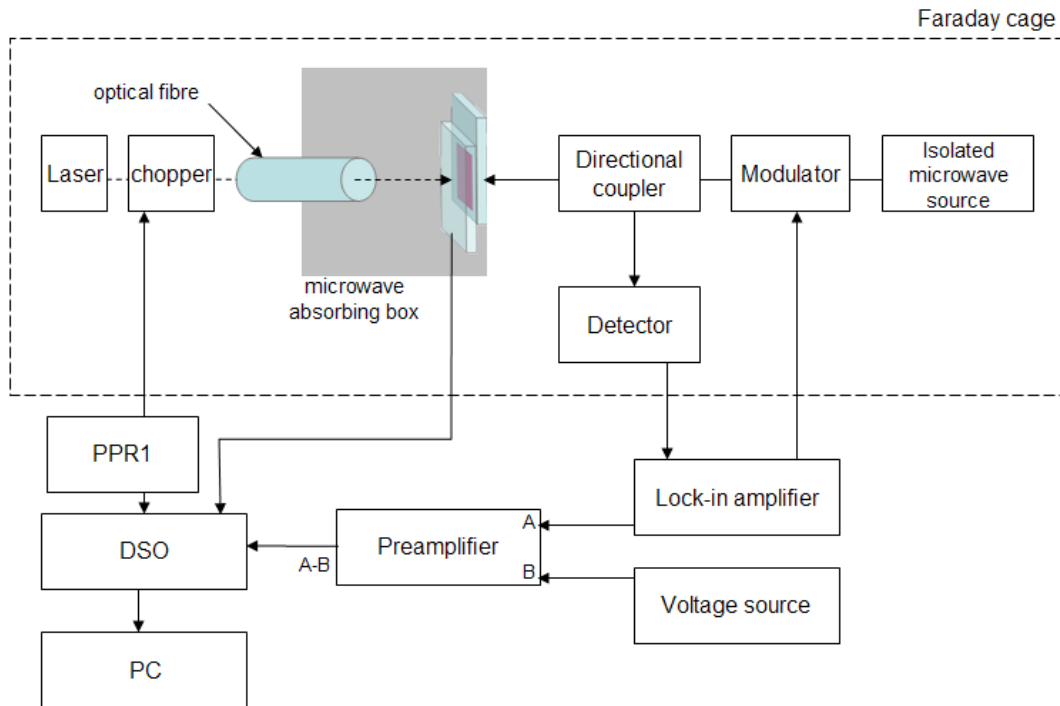 Faraday cage
optical fibre
Laser
chopper
Directional
coupler
Modulator
Isolated
microwave
source
microwave
absorbing box
Detector
PPR1
Lock-in amplifier
DSO
A-B
Preamplifier
A
B
Voltage source
PC